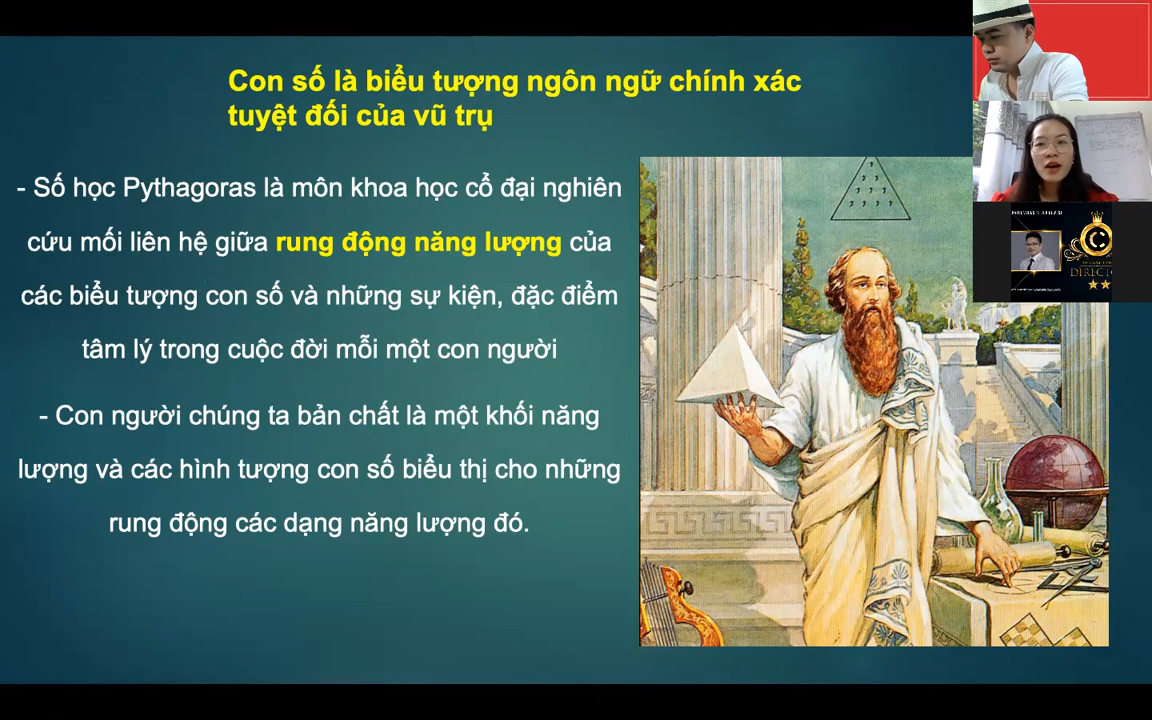 Con số là biểu tượng ngôn ngữ chính xác
tuyệt đối của vũ trụ
- Số học Pythagoras là môn khoa học cổ đại nghiên
cứu mối liên hệ giữa rung động năng lượng của
các biểu tượng con số và những sự kiện, đặc điểm
tâm lý trong cuộc đời mỗi một con người
- Con người chúng ta bản chất là một khối năng
lượng và các hình tượng con số biểu thị cho những
rung động các dạng năng lượng đó.
C